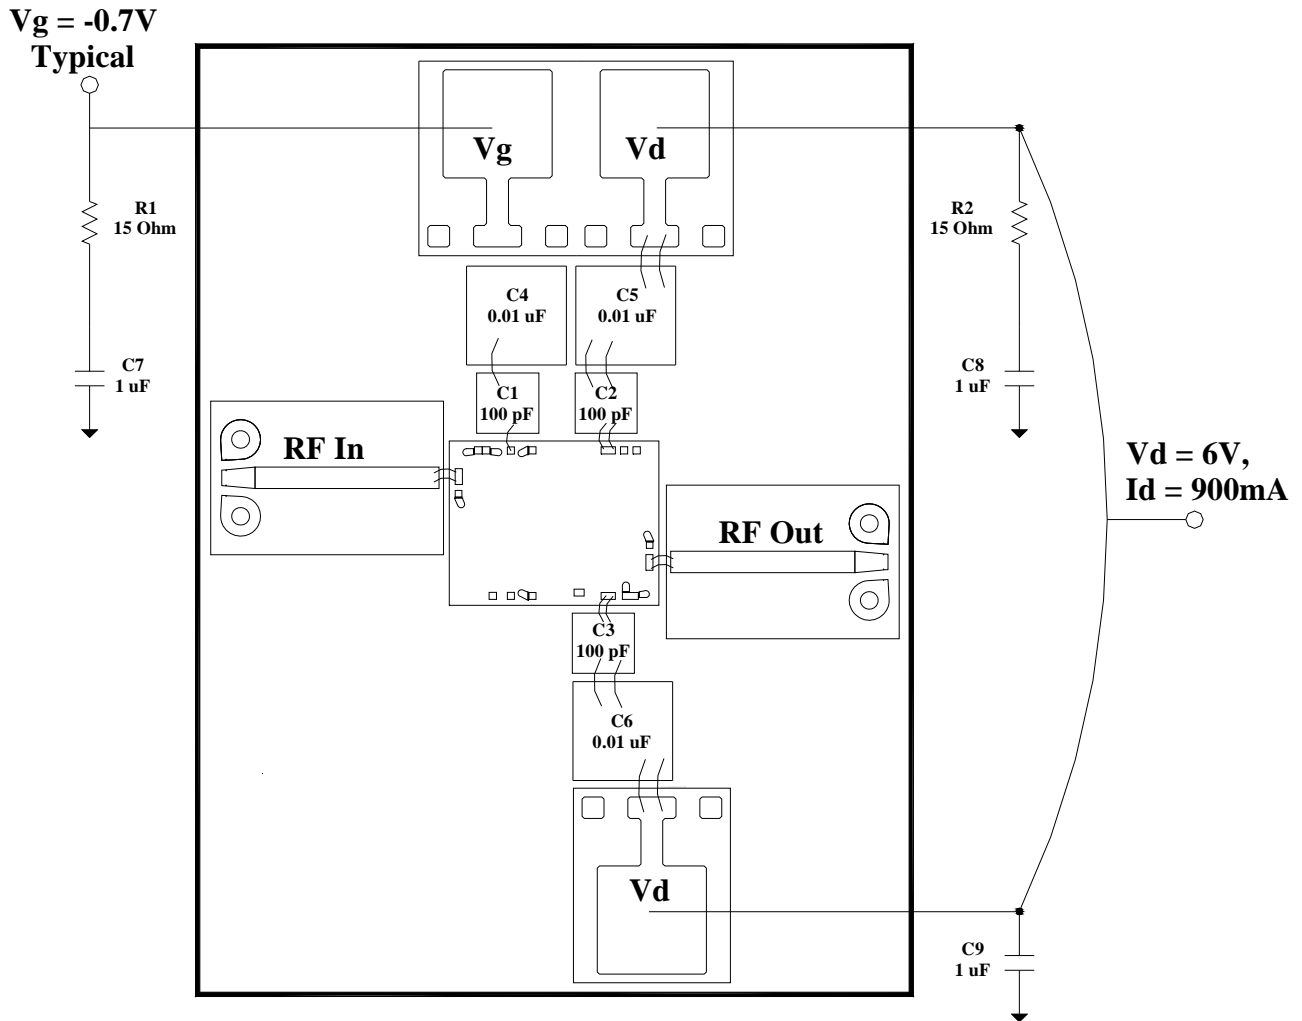 Vg = -0.7V
Typical
Vg
Vd
R1
15 Ohm
R2
15 Ohm
C4
0.01 uF
C5
0.01 uF
C7
1 uF
C1
100 pF
C2
100 pF
C8
1 uF
RF In
Vd = 6V,
Id = 900mA
RF Out
C3
100 pF
C6
0.01 uF
Vd
C9
1 uF